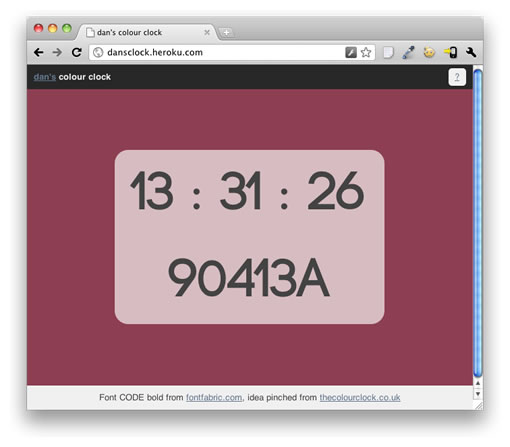 dan's colour clock
dansclock.heroku.com
dan's colour clock
?
13 : 31 : 26
90413A
Font CODE bold from fontfabric.com, idea pinched from thecolourclock.co.uk